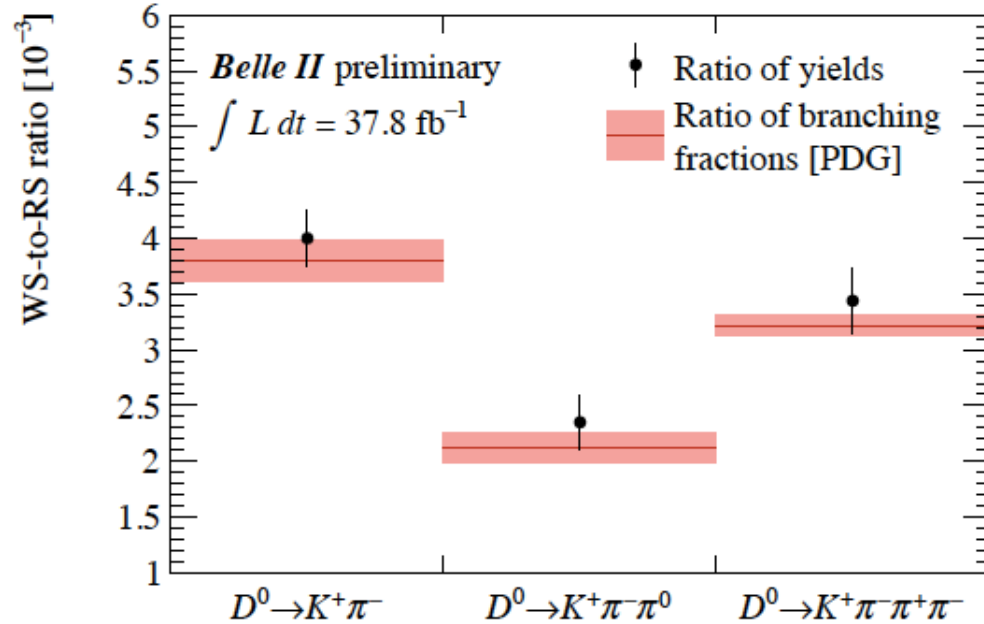 WS-to-RS ratio [10⁻³]
6
5.5
5
4.5
4
3.5
3
2.5
2
1.5
1
Belle II preliminary
∫ L dt = 37.8 fb⁻¹
Ratio of yields
Ratio of branching
fractions [PDG]
D⁰→K⁺π⁻
D⁰→K⁺π⁻π⁰
D⁰→K⁺π⁻π⁺π⁻